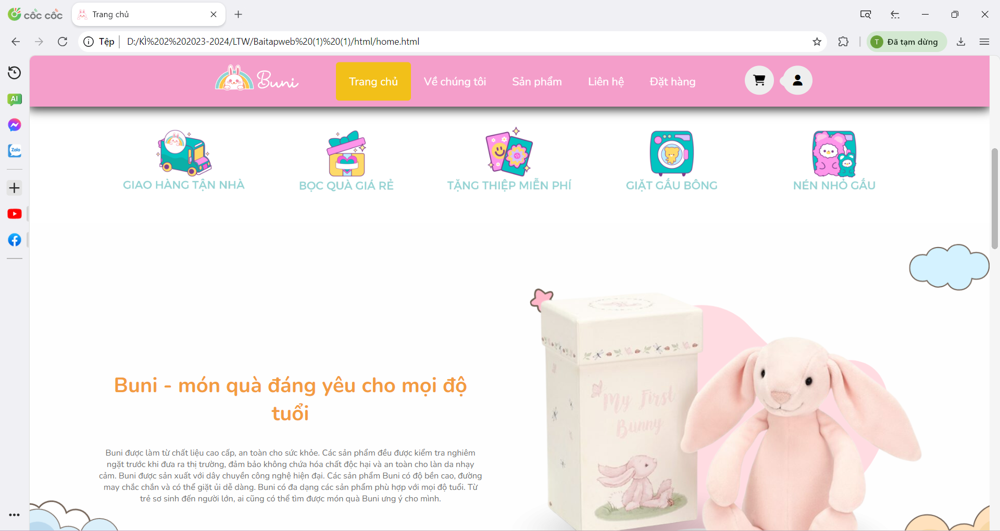 cốc cốc
Trang chủ
Tệp
D:/KÌ%202%202023-2024/LTW/Baitapweb%20(1)%20(1)/html/home.html
T
Đã tạm dừng
AI
Zalo
Buni
Trang chủ
Về chúng tôi
Sản phẩm
Liên hệ
Đặt hàng
GIAO HÀNG TẬN NHÀ
BỌC QUÀ GIÁ RẺ
TẶNG THIỆP MIỄN PHÍ
GIẶT GẤU BÔNG
NÉN NHỎ GẤU
Buni - món quà đáng yêu cho mọi độ
tuổi
Buni được làm từ chất liệu cao cấp, an toàn cho sức khỏe. Các sản phẩm đều được kiểm tra nghiêm
ngặt trước khi đưa ra thị trường, đảm bảo không chứa hóa chất độc hại và an toàn cho làn da nhạy
cảm. Buni được sản xuất với dây chuyền công nghệ hiện đại. Các sản phẩm Buni có độ bền cao, đường
may chắc chắn và có thể giặt ủi dễ dàng. Buni có đa dạng các sản phẩm phù hợp với mọi độ tuổi. Từ
trẻ sơ sinh đến người lớn, ai cũng có thể tìm được món quà Buni ưng ý cho mình.
My First
Bunny